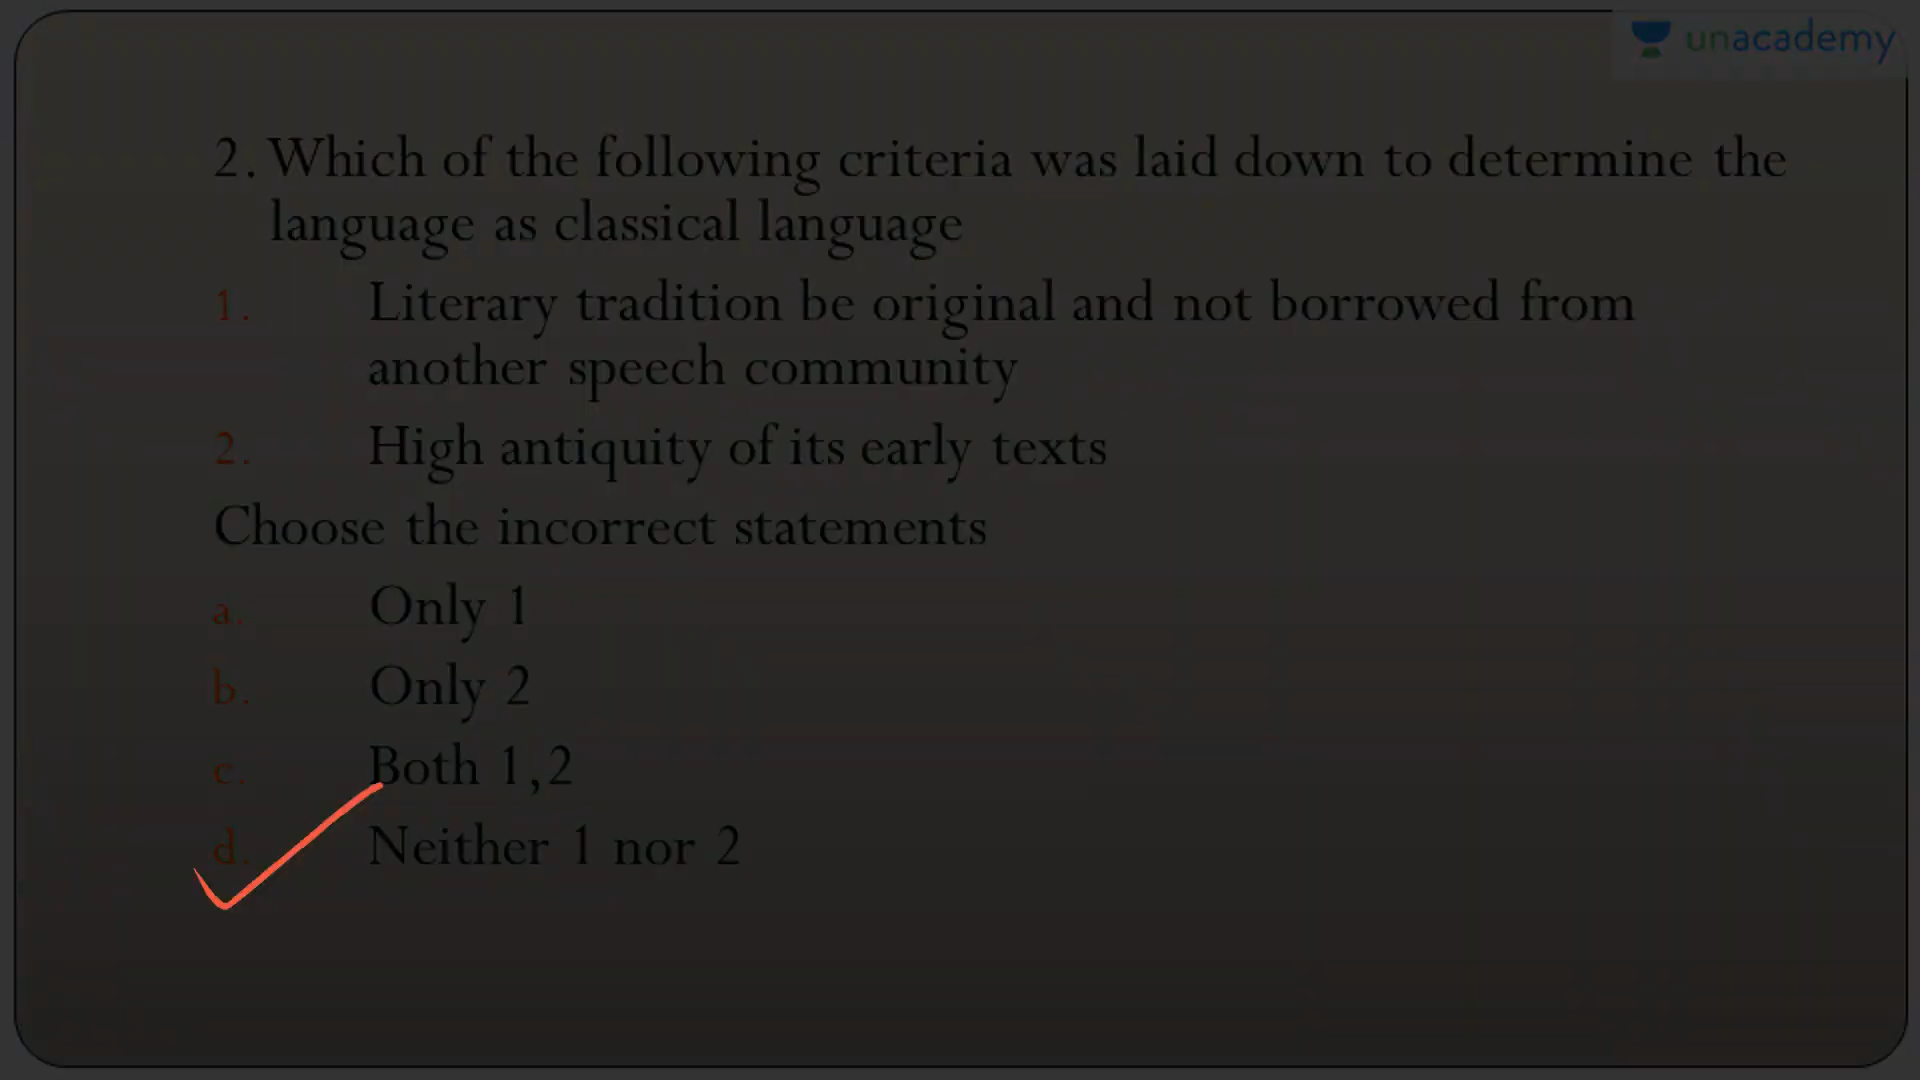 unacademy
2. Which of the following criteria was laid down to determine the
language as classical language
1. Literary tradition be original and not borrowed from
another speech community
2. High antiquity of its early texts
Choose the incorrect statements
a. Only 1
b. Only 2
c. Both 1,2
d. Neither 1 nor 2